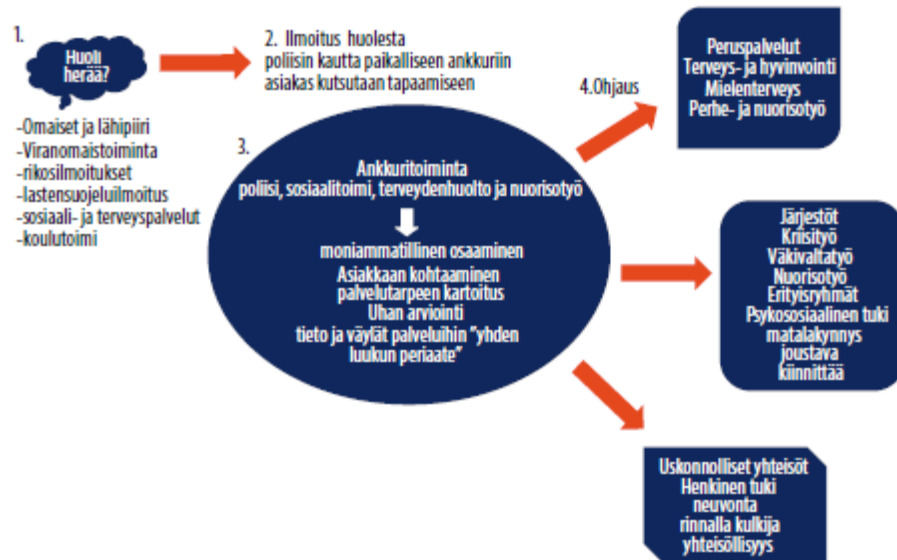 1.
Huoli
herää?
-Omaiset ja lähipiiri
-Viranomaistoiminta
-rikosilmoitukset
-lastensuojeluilmoitus
-sosiaali- ja terveyspalvelut
-koulutoimi
2. Ilmoitus huolesta
poliisin kautta paikalliseen ankkuriin
asiakas kutsutaan tapaamiseen
3.
Ankkuritoiminta
poliisi, sosiaalitoimi, terveydenhuolto ja nuorisotyö
moniammatillinen osaaminen
Asiakkaan kohtaaminen
palvelutarpeen kartoitus
Uhan arviointi
tieto ja väylät palveluihin "yhden
luukun periaate"
4.Ohjaus
Peruspalvelut
Terveys- ja hyvinvointi
Mielenterveys
Perhe- ja nuorisotyö
Järjestöt
Kriisityö
Väkivaltatyö
Nuorisotyö
Erityisryhmät
Psykososiaalinen tuki
matalakynnys
joustava
kiinnittää
Uskonnolliset yhteisöt
Henkinen tuki
neuvonta
rinnalla kulkija
yhteisöllisyys